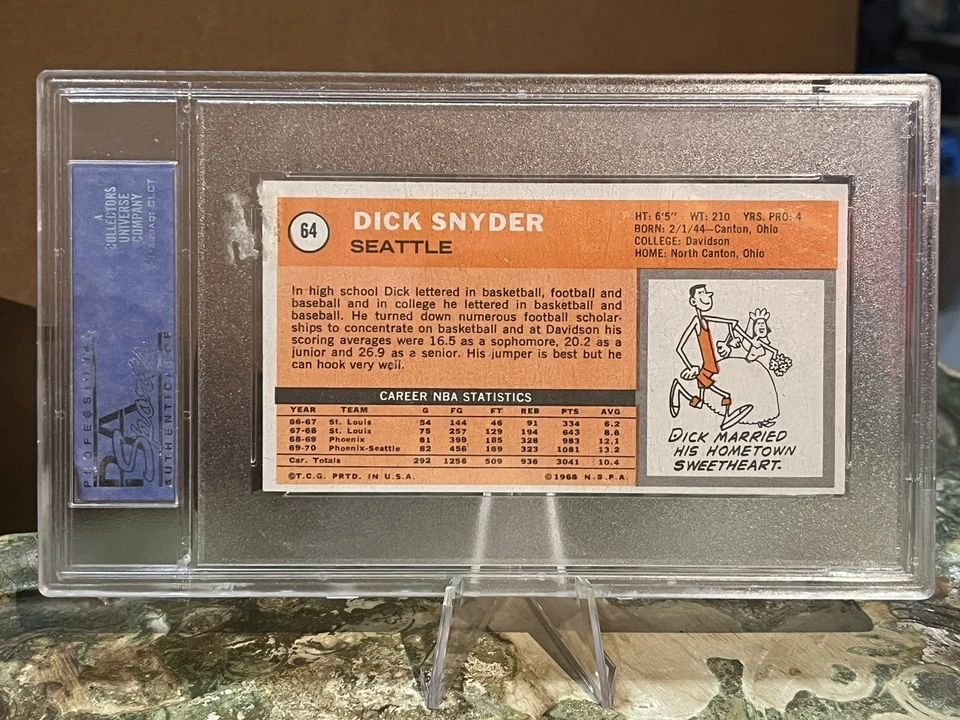 A
COLLECTORS
UNIVERSE
COMPANY
PSA
AUTHENTIC
64
DICK SNYDER
SEATTLE
HT: 6'5" WT: 210 YRS. PRO: 4
BORN: 2/1/44—Canton, Ohio
COLLEGE: Davidson
HOME: North Canton, Ohio
In high school Dick lettered in basketball, football and
baseball and in college he lettered in basketball and
baseball. He turned down numerous football scholar-
ships to concentrate on basketball and at Davidson his
scoring averages were 16.5 as a sophomore, 20.2 as a
junior and 26.9 as a senior. His jumper is best but he
can hook very well.
CAREER NBA STATISTICS
YEAR TEAM G FG FT REB PTS AVG
66-67 St. Louis 54 144 46 91 334 6.2
67-68 St. Louis 75 257 129 194 643 8.6
68-69 Phoenix 81 399 185 328 983 12.1
69-70 Phoenix-Seattle 82 456 169 323 1081 13.2
Car. Totals 292 1256 509 936 3041 10.4
©T.C.G. PRTD. IN U.S.A. ©1968 N.B.P.A.
DICK MARRIED
HIS HOMETOWN
SWEETHEART.